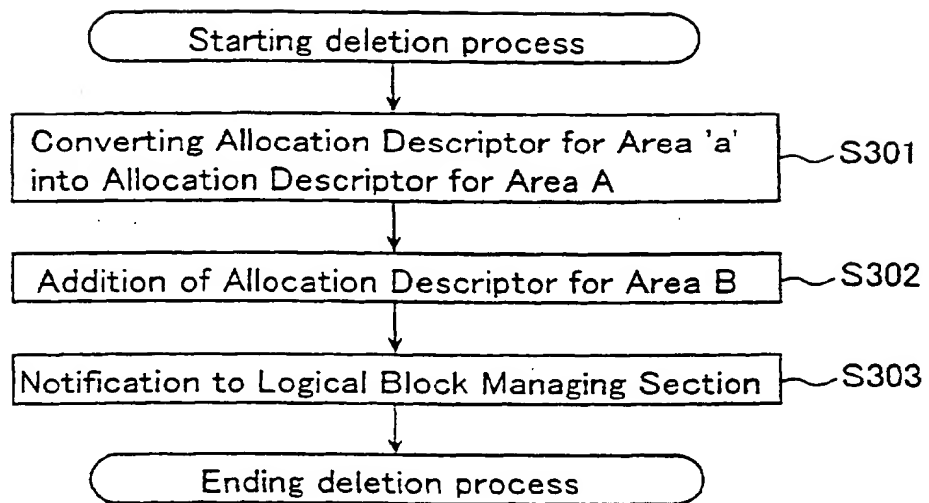 Starting deletion process
Converting Allocation Descriptor for Area 'a'
into Allocation Descriptor for Area A
S301
Addition of Allocation Descriptor for Area B
S302
Notification to Logical Block Managing Section
S303
Ending deletion process